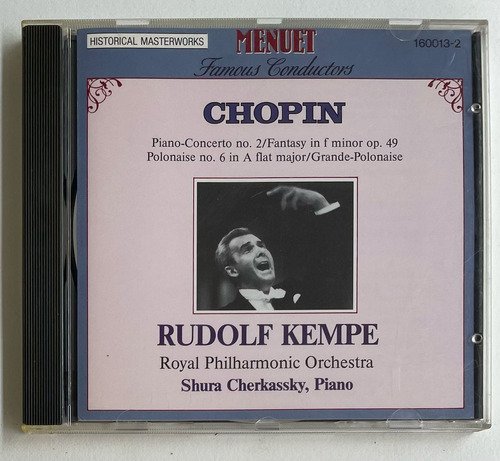 HISTORICAL MASTERWORKS
MENUET
160013-2
Famous Conductors
CHOPIN
Piano-Concerto no. 2/Fantasy in f minor op. 49
Polonaise no. 6 in A flat major/Grande-Polonaise
RUDOLF KEMPE
Royal Philharmonic Orchestra
Shura Cherkassky, Piano